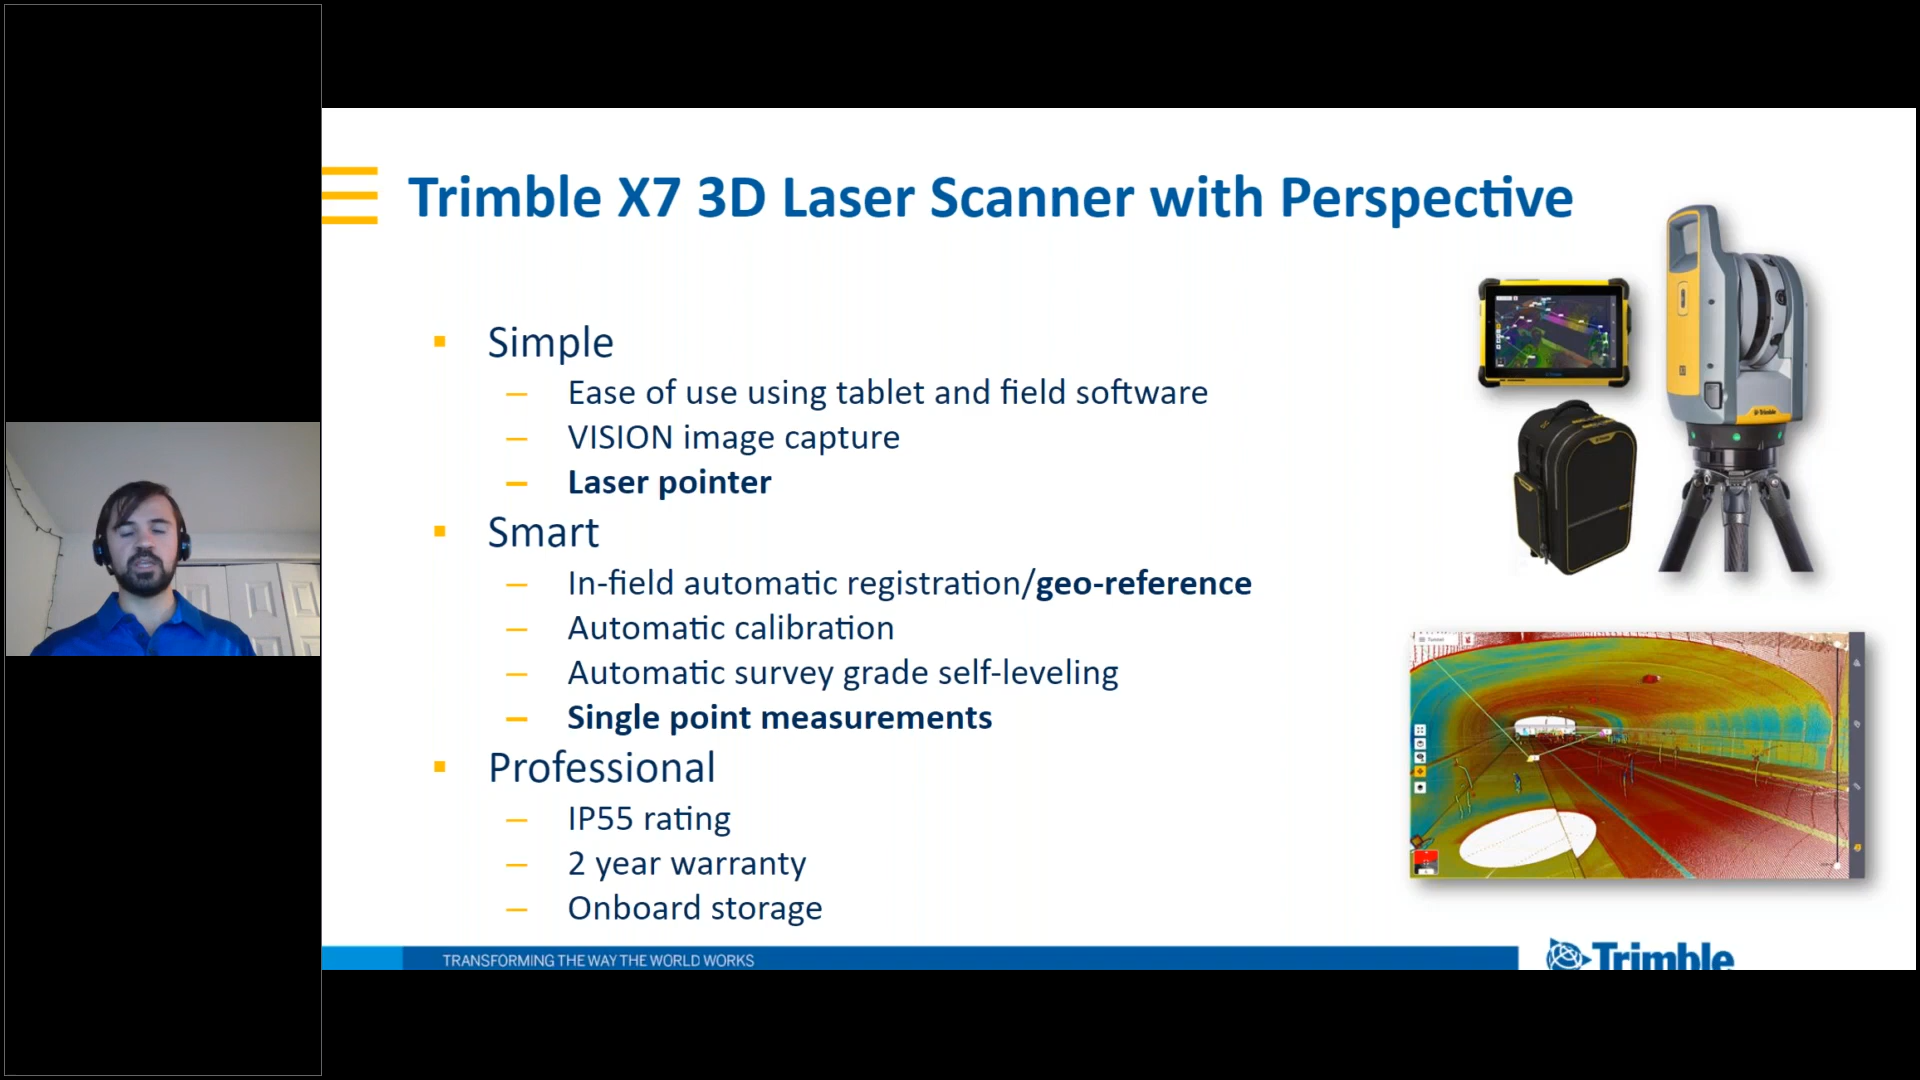 Trimble X7 3D Laser Scanner with Perspective
▪ Simple
– Ease of use using tablet and field software
– VISION image capture
– Laser pointer
▪ Smart
– In-field automatic registration/geo-reference
– Automatic calibration
– Automatic survey grade self-leveling
– Single point measurements
▪ Professional
– IP55 rating
– 2 year warranty
– Onboard storage
Trimble
TRANSFORMING THE WAY THE WORLD WORKS
Trimble